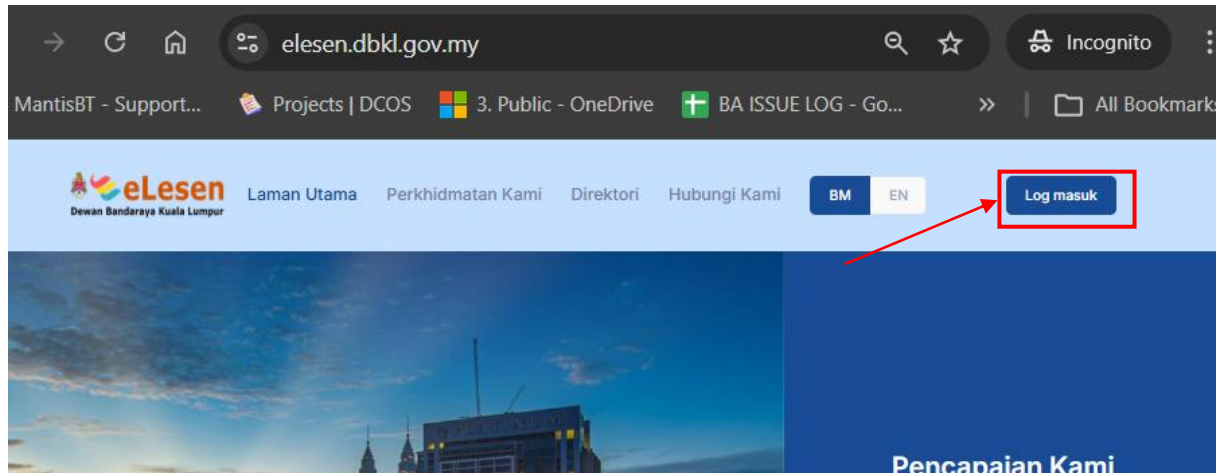 elesen.dbkl.gov.my
Incognito
MantisBT - Support...
Projects | DCOS
3. Public - OneDrive
BA ISSUE LOG - Go...
»
All Bookmarks
eLesen
Dewan Bandaraya Kuala Lumpur
Laman Utama
Perkhidmatan Kami
Direktori
Hubungi Kami
BM
EN
Log masuk
PLATINUM
Pencapaian Kami